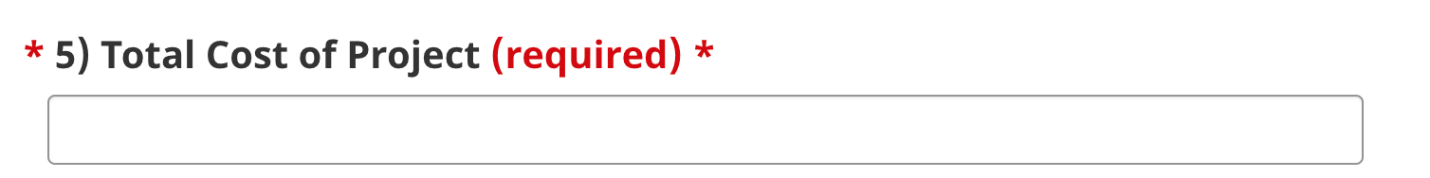 * 5) Total Cost of Project (required) *